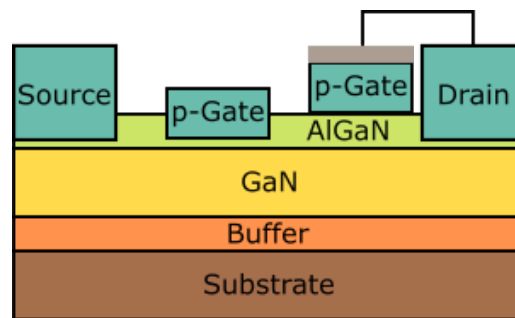 Source
p-Gate
p-Gate
Drain
AlGaN
GaN
Buffer
Substrate